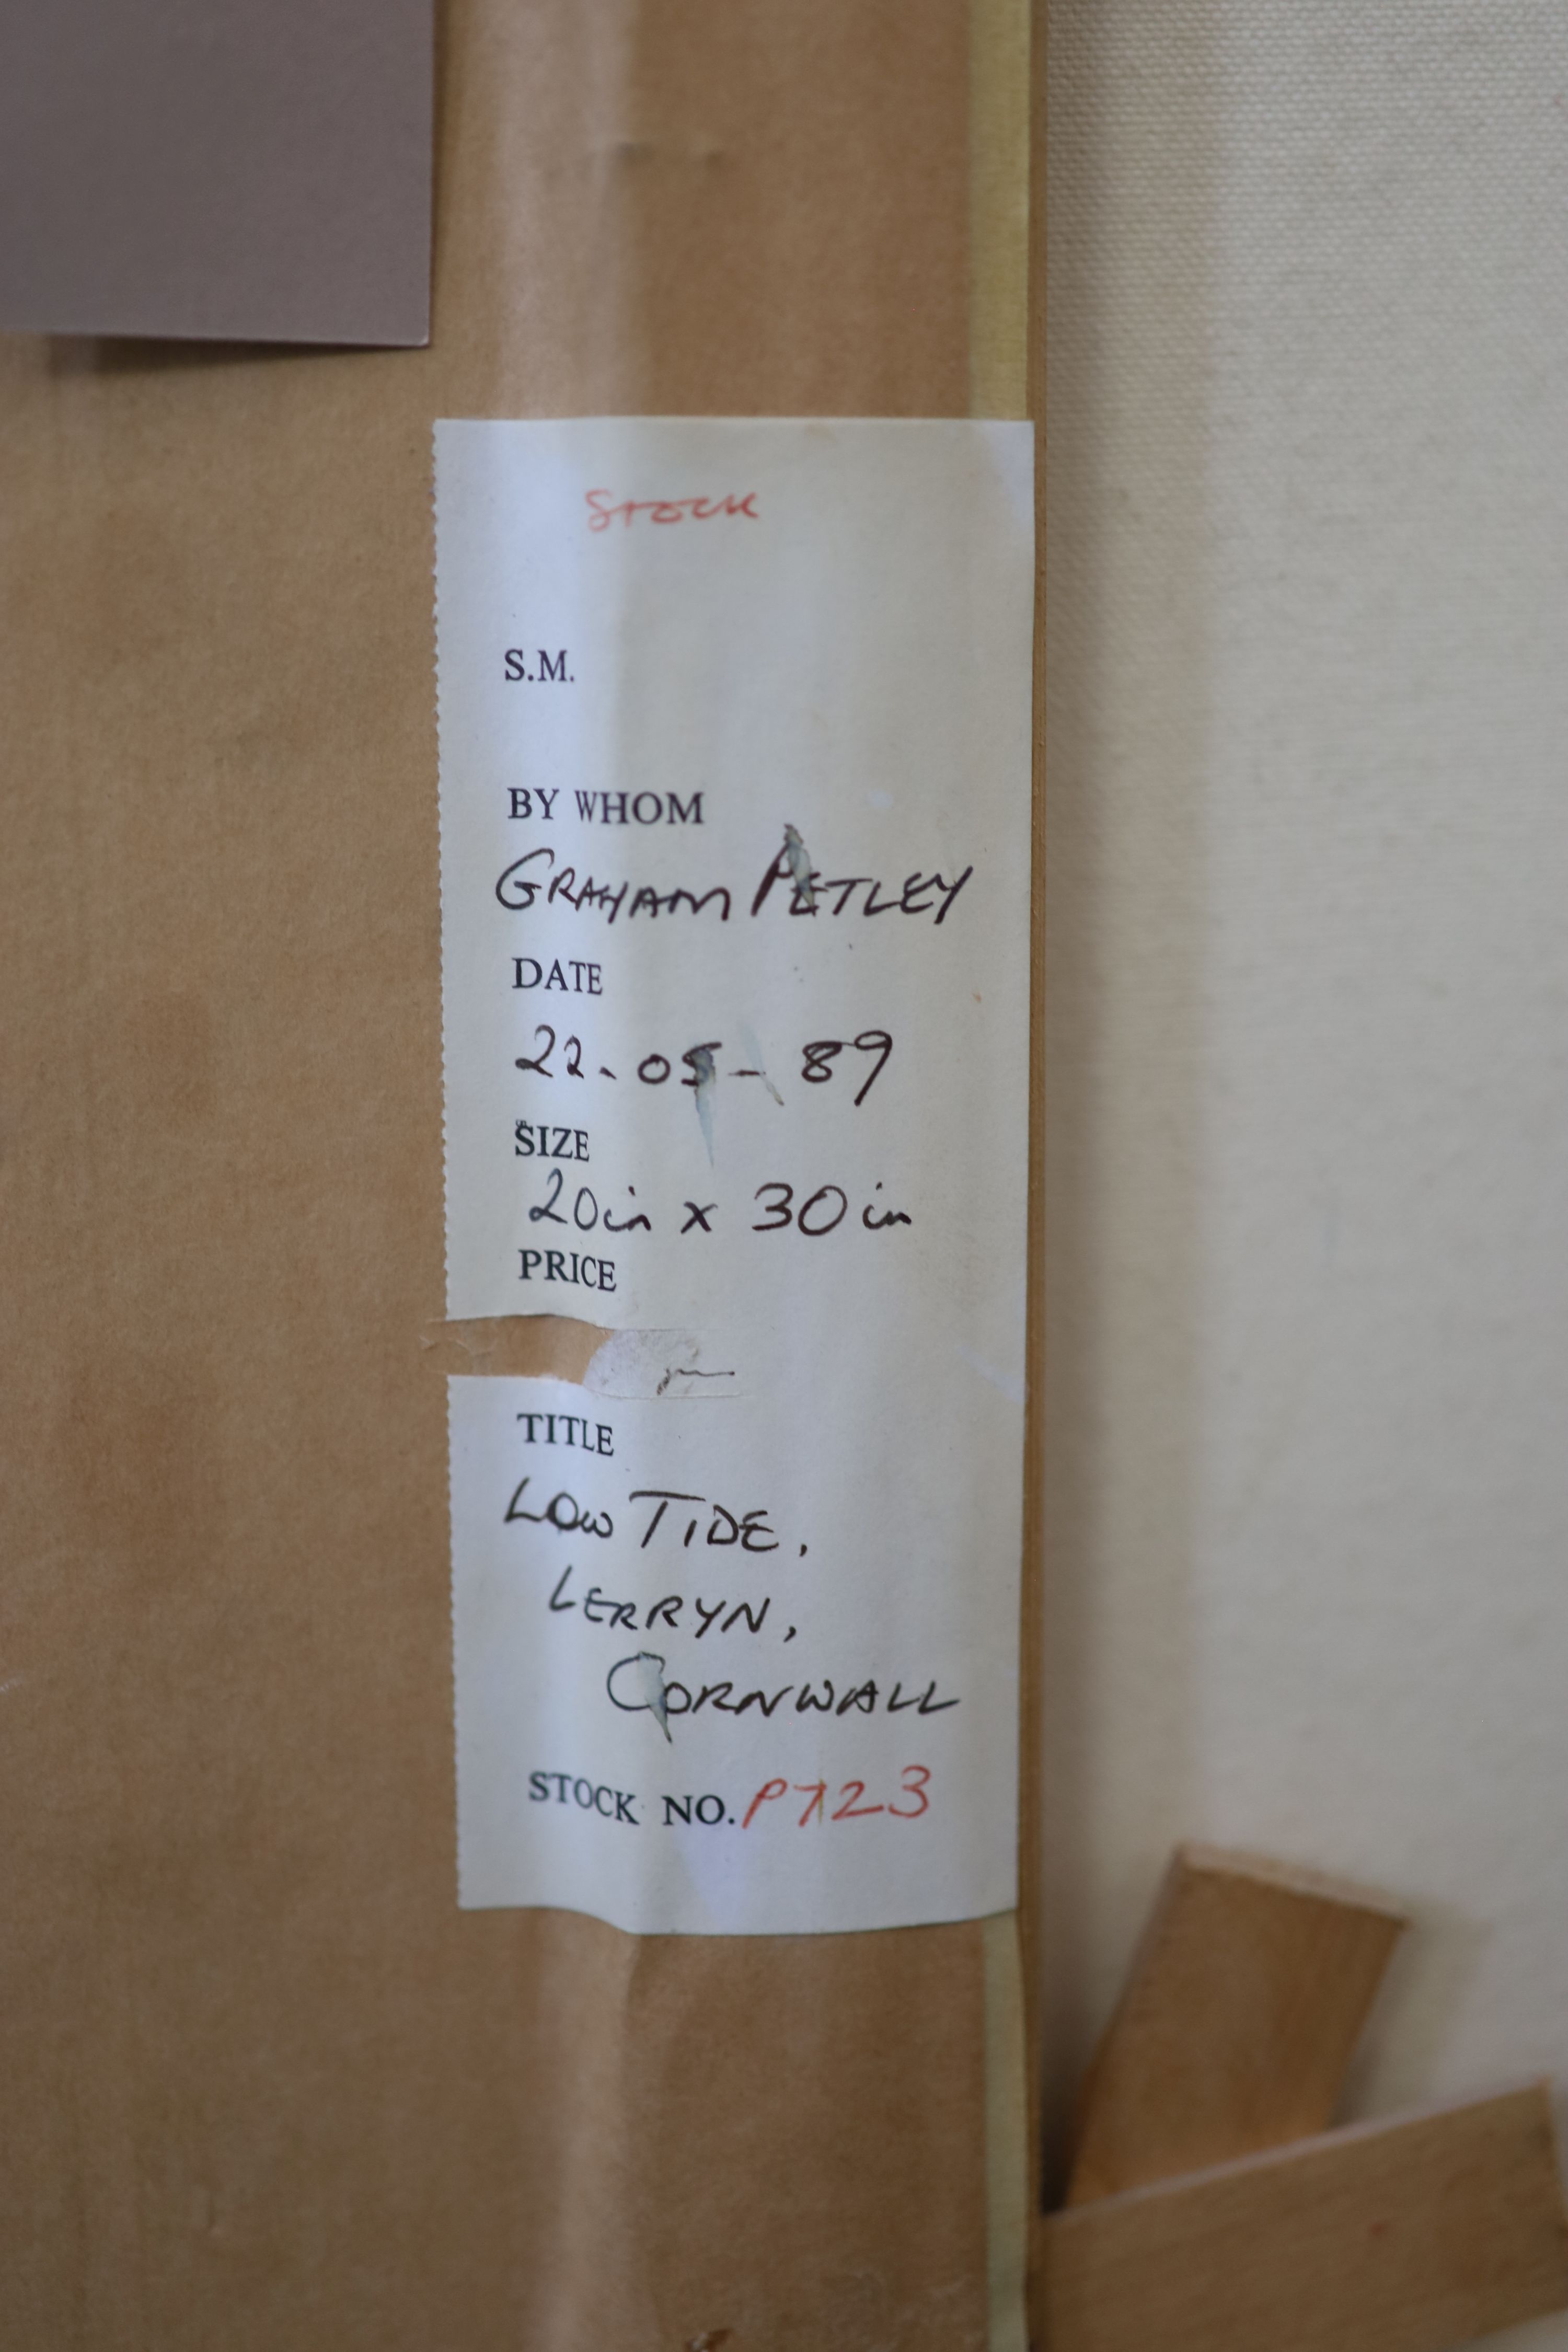 STOCK
S.M.
BY WHOM
GRAHAM PETLEY
DATE
22-05-89
SIZE
20in x 30in
PRICE
TITLE
LOW TIDE,
LERRYN,
CORNWALL
STOCK NO. P723